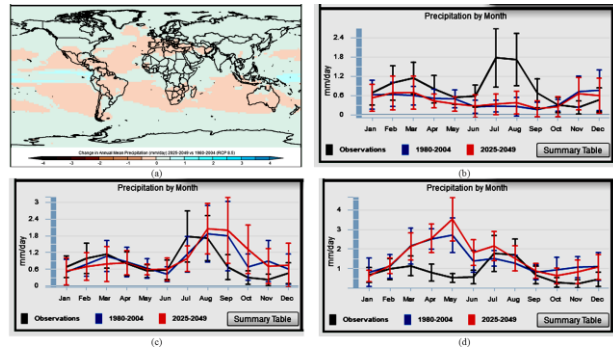 Change in Annual Mean Precipitation (mm/day) 2025-2049 vs 1980-2004 (RCP 8.5)
-4 -2 0 2 4
(a)
Precipitation by Month
mm/day
2.4
1.8
1.2
0.6
0
Jan Feb Mar Apr May Jun Jul Aug Sep Oct Nov Dec
Observations 1980-2004 2025-2049 Summary Table
(b)
Precipitation by Month
mm/day
3
2.4
1.8
1.2
0.6
0
Jan Feb Mar Apr May Jun Jul Aug Sep Oct Nov Dec
Observations 1980-2004 2025-2049 Summary Table
(c)
Precipitation by Month
mm/day
4
3
2
1
Jan Feb Mar Apr May Jun Jul Aug Sep Oct Nov Dec
Observations 1980-2004 2025-2049 Summary Table
(d)